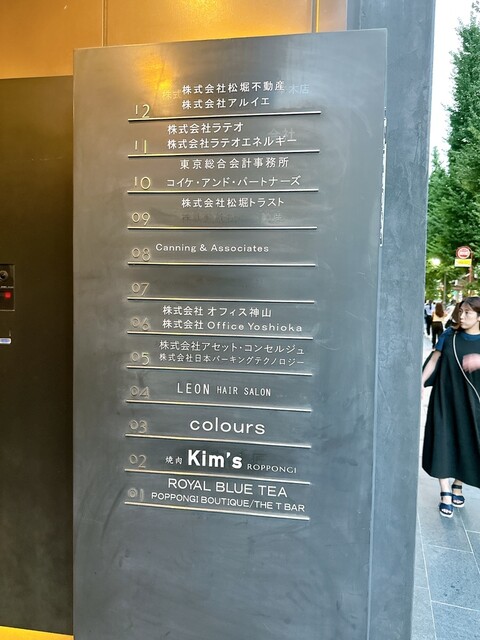 株式会社松堀不動産
株式会社アルイエ
12
株式会社ラテオ
株式会社ラテオエネルギー
11
東京総合会計事務所
コイケ・アンド・パートナーズ
10
株式会社松堀トラスト
09
Canning & Associates
08
07
株式会社 オフィス神山
株式会社 Office Yoshioka
06
株式会社アセット・コンセルジュ
株式会社日本パーキングテクノロジー
05
LEON HAIR SALON
04
colours
03
焼肉 Kim's ROPPONGI
02
ROYAL BLUE TEA
POPPONGI BOUTIQUE/THE T BAR
01